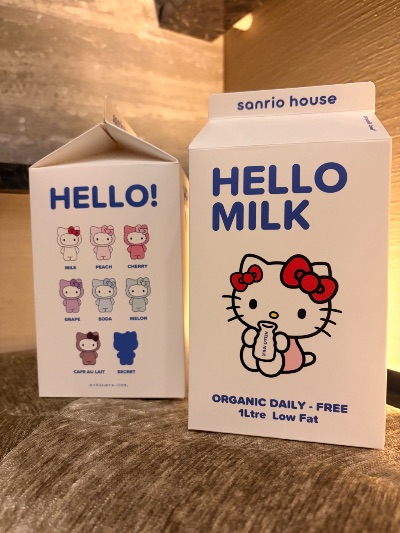 HELLO!
MILK PEACH CHERRY
GRAPE SODA MELON
CAFE AU LAIT SECRET
sanrio house
HELLO
MILK
ORGANIC DAILY - FREE
1Ltre Low Fat